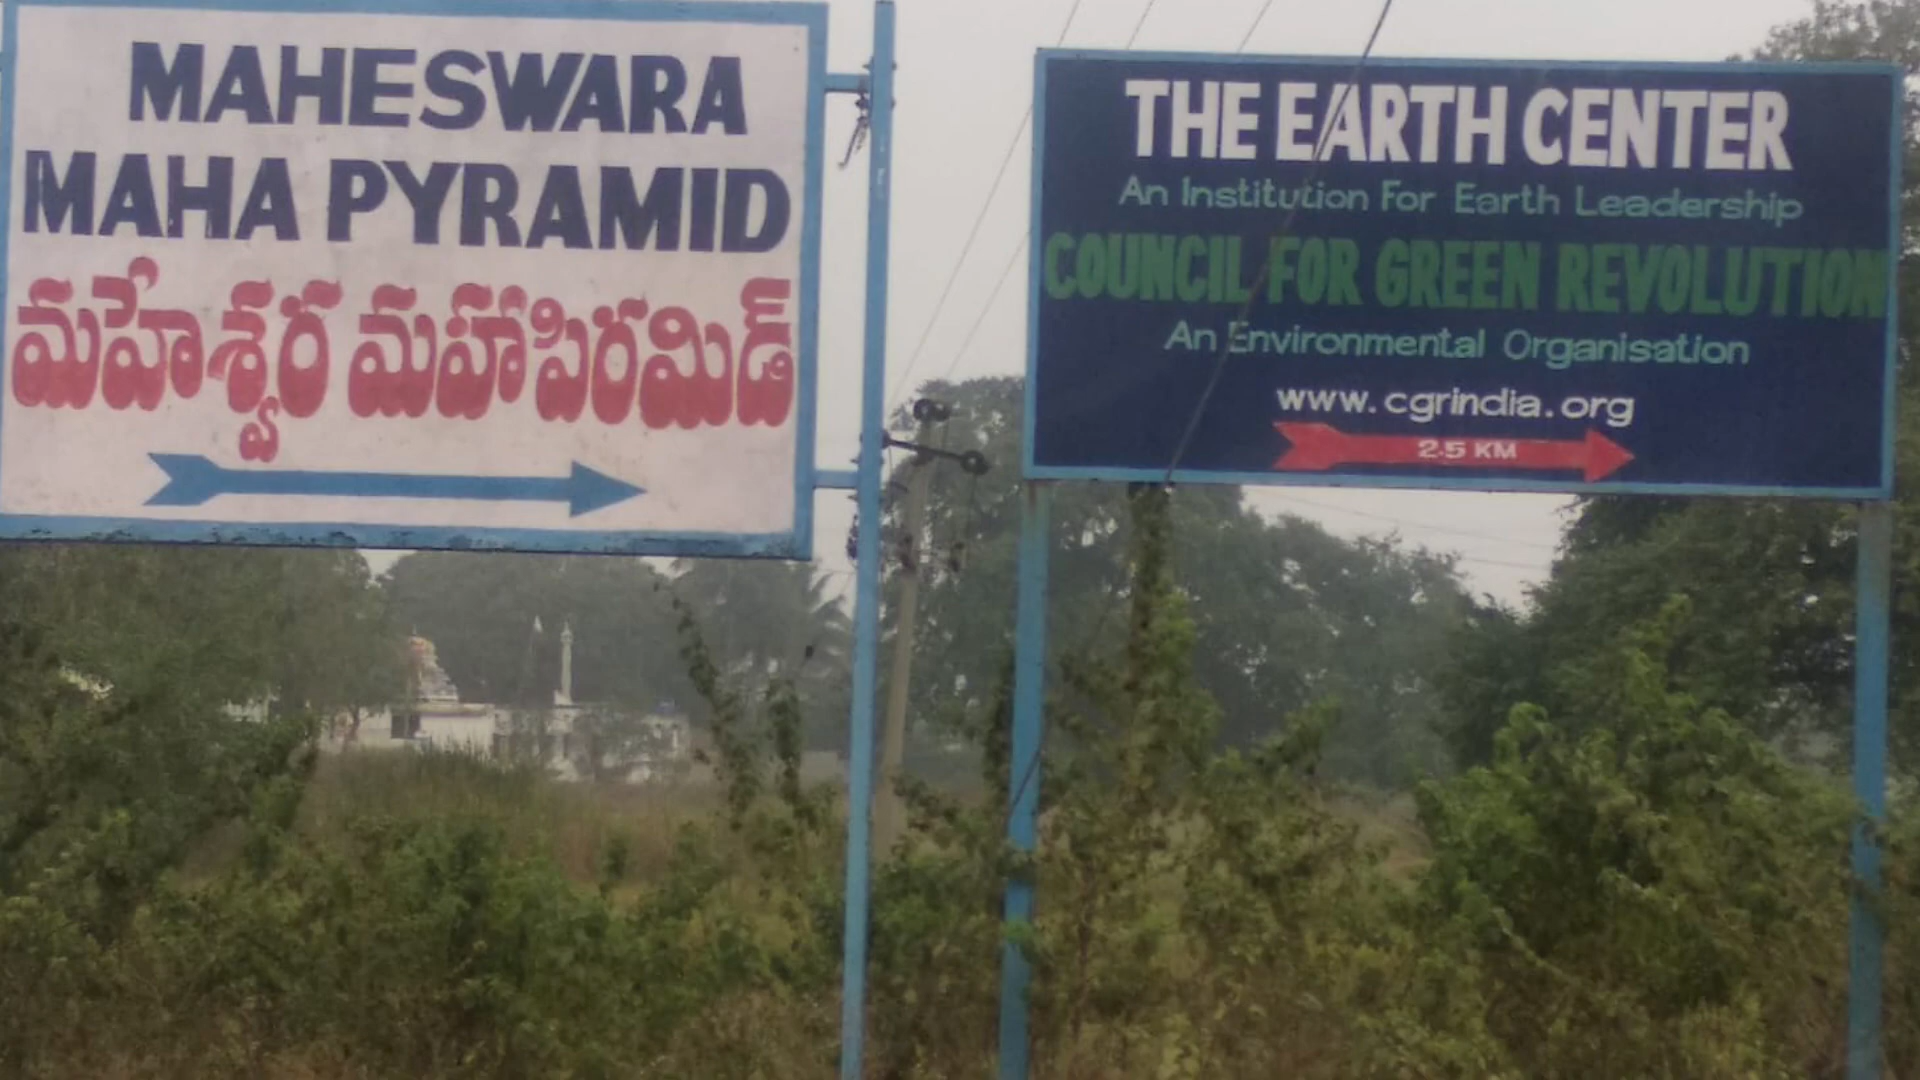 MAHESWARA
MAHA PYRAMID
మహేశ్వర మహాపిరమిడ్
THE EARTH CENTER
An Institution For Earth Leadership
COUNCIL FOR GREEN REVOLUTION
An Environmental Organisation
www.cgrindia.org
2.5 KM